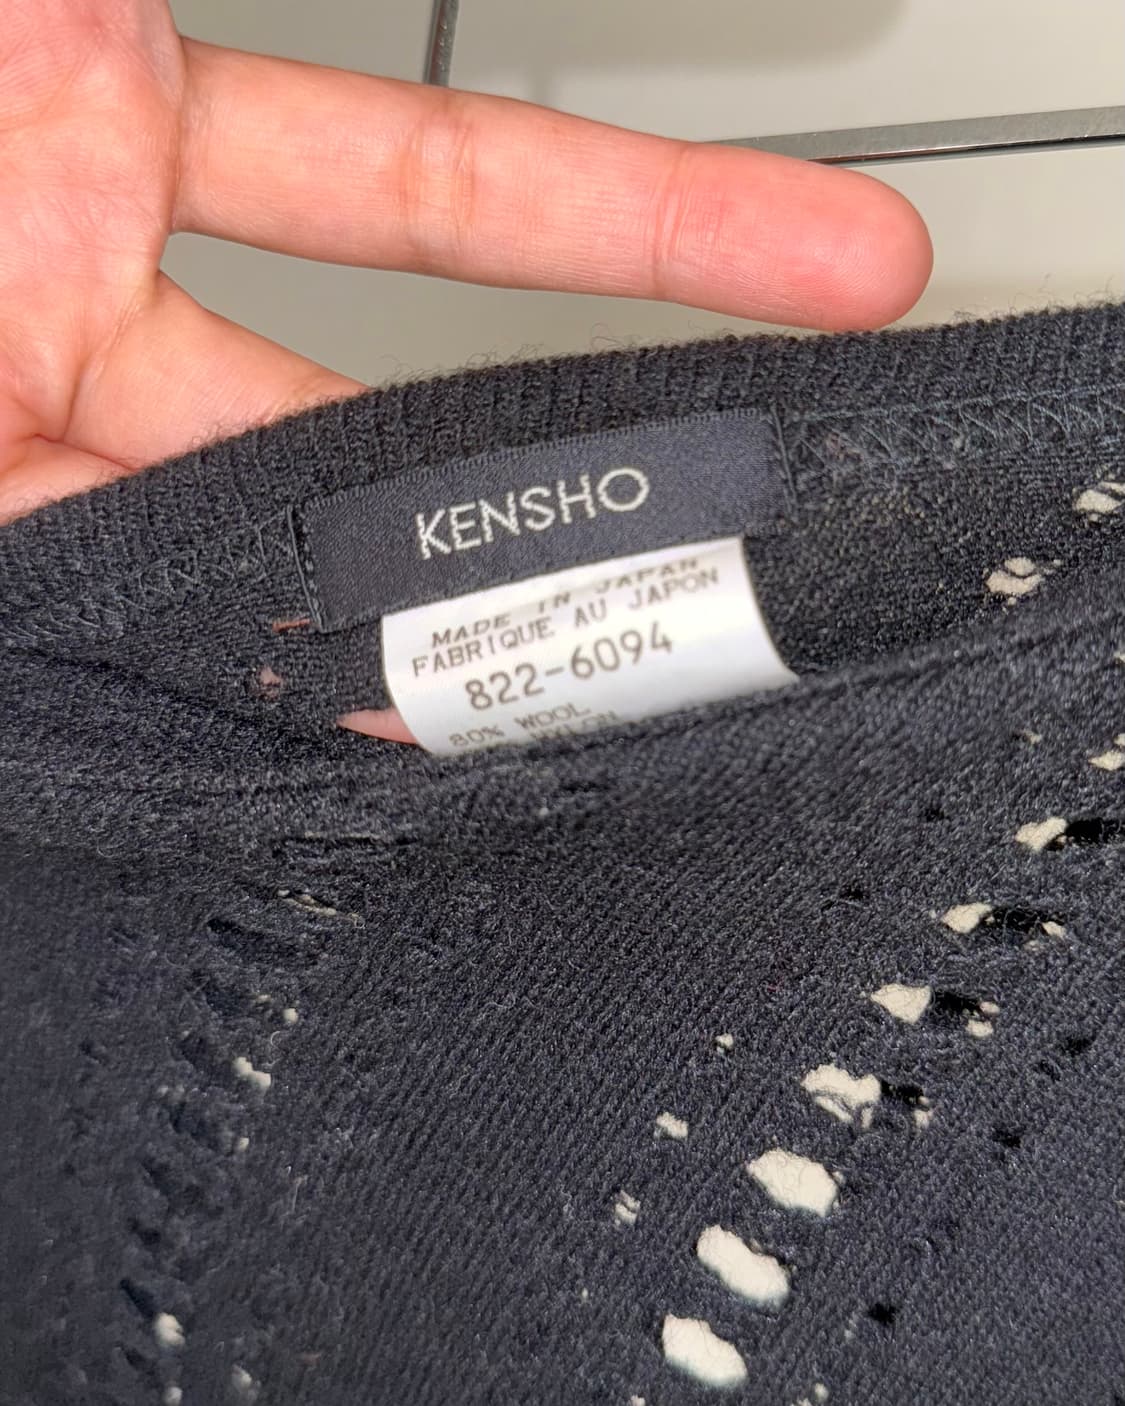 KENSHO
MADE IN JAPAN
FABRIQUE AU JAPON
822-6094
80% WOOL